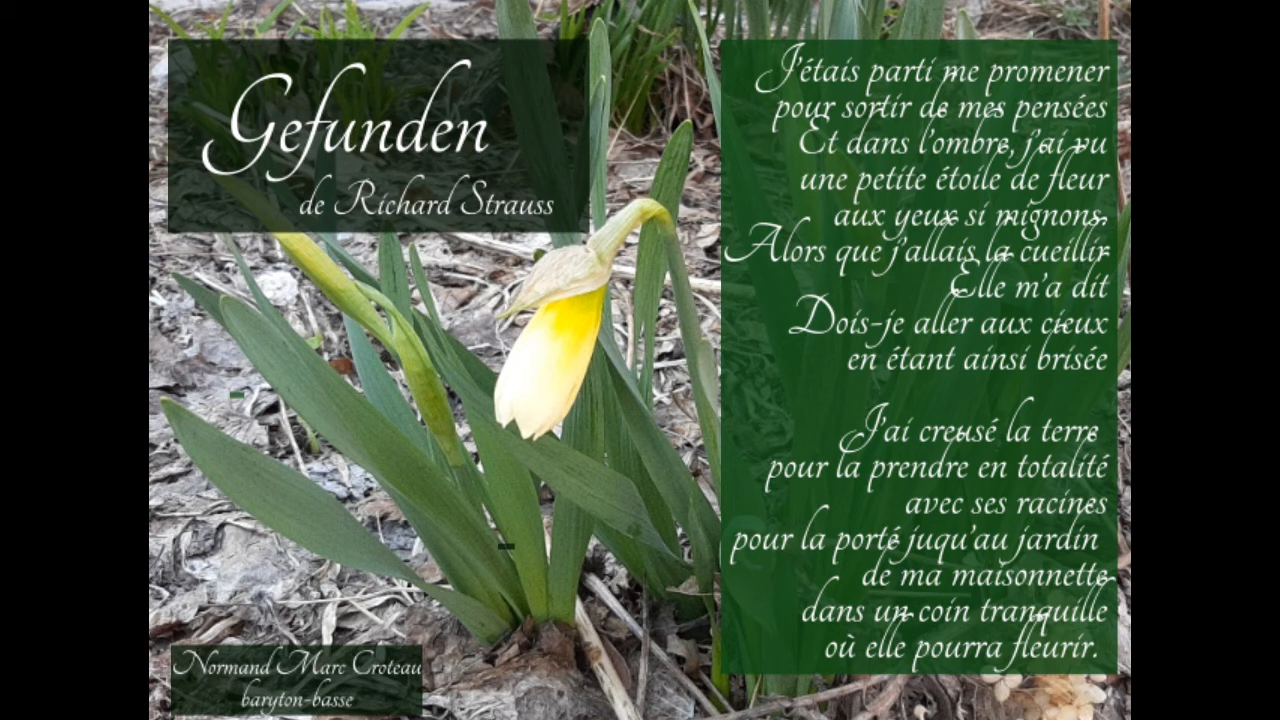 Gefunden
de Richard Strauss
J'étais parti me promener
pour sortir de mes pensées
Et dans l'ombre, j'ai vu
une petite étoile de fleur
aux yeux si mignons.
Alors que j'allais la cueillir
Elle m'a dit
Dois-je aller aux cieux
en étant ainsi brisée
J'ai creusé la terre
pour la prendre en totalité
avec ses racines
pour la porté juqu'au jardin
de ma maisonnette
dans un coin tranquille
où elle pourra fleurir.
Normand Marc Croteau
baryton-basse